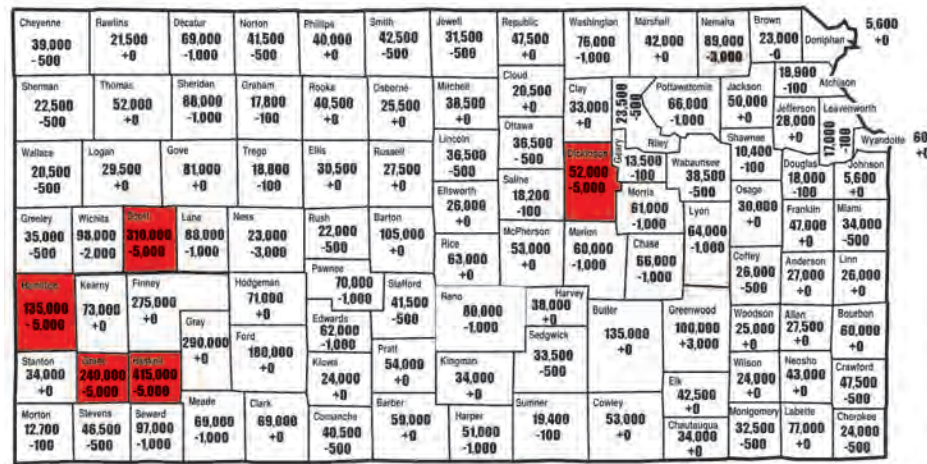 Cheyenne
39,000
-500
Rawlins
21,500
+0
Decatur
69,000
-1,000
Norton
41,500
-500
Phillips
40,000
+0
Smith
42,500
-500
Jewell
31,500
-500
Republic
47,500
+0
Washington
76,000
-1,000
Marshall
42,000
+0
Nemaha
89,000
-3,000
Brown
23,000
-0
Doniphan
5,600
+0
Sherman
22,500
-500
Thomas
52,000
+0
Sheridan
88,000
-1,000
Graham
17,800
-100
Rooks
40,500
+0
Osborne
25,500
+0
Mitchell
38,500
+0
Cloud
20,500
+0
Clay
33,000
+0
23,500
-500
Riley
Pottawatomie
66,000
-1,000
Jackson
50,000
+0
18,900
-100
Atchison
Jefferson
28,000
+0
Leavenworth
17,000
-100
Wyandotte
60
+0
Wallace
20,500
-500
Logan
29,500
+0
Gove
81,000
+0
Trego
18,800
-100
Ellis
30,500
+0
Russell
27,500
+0
Lincoln
36,500
-500
Ottawa
36,500
-500
Saline
18,200
-100
Dickinson
52,000
-5,000
Geary
13,500
-100
Wabaunsee
38,500
-500
Shawnee
10,400
-100
Douglas
18,000
-100
Johnson
5,600
+0
Greeley
35,000
-500
Wichita
98,000
-2,000
Scott
310,000
-5,000
Lane
88,000
-1,000
Ness
23,000
-3,000
Rush
22,000
-500
Barton
105,000
+0
Ellsworth
26,000
+0
Rice
63,000
+0
McPherson
53,000
+0
Marion
60,000
-1,000
Morris
61,000
-1,000
Chase
66,000
-1,000
Lyon
64,000
-1,000
Osage
30,000
+0
Franklin
47,000
+0
Miami
34,000
-500
Coffey
26,000
-500
Anderson
27,000
+0
Linn
26,000
+0
Hamilton
135,000
-5,000
Kearny
73,000
+0
Finney
275,000
+0
Hodgeman
71,000
+0
Pawnee
70,000
-1,000
Stafford
41,500
-500
Reno
80,000
-1,000
Harvey
38,000
+0
Butler
135,000
+0
Greenwood
100,000
+3,000
Woodson
25,000
+0
Allen
27,500
+0
Bourbon
60,000
+0
Gray
290,000
+0
Ford
180,000
+0
Edwards
62,000
-1,000
Kiowa
24,000
+0
Pratt
54,000
+0
Kingman
34,000
+0
Sedgwick
33,500
-500
Elk
42,500
+0
Wilson
24,000
+0
Neosho
43,000
+0
Crawford
47,500
-500
Stanton
34,000
+0
240,000
-5,000
Haskell
415,000
-5,000
Morton
12,700
-100
Stevens
46,500
-500
Seward
97,000
-1,000
Meade
69,000
-1,000
Clark
69,000
+0
Comanche
40,500
-500
Barber
59,000
+0
Harper
51,000
-1,000
Sumner
19,400
-100
Cowley
53,000
+0
Chautauqua
34,000
+0
Montgomery
32,500
-500
Labette
77,000
+0
Cherokee
24,000
-500